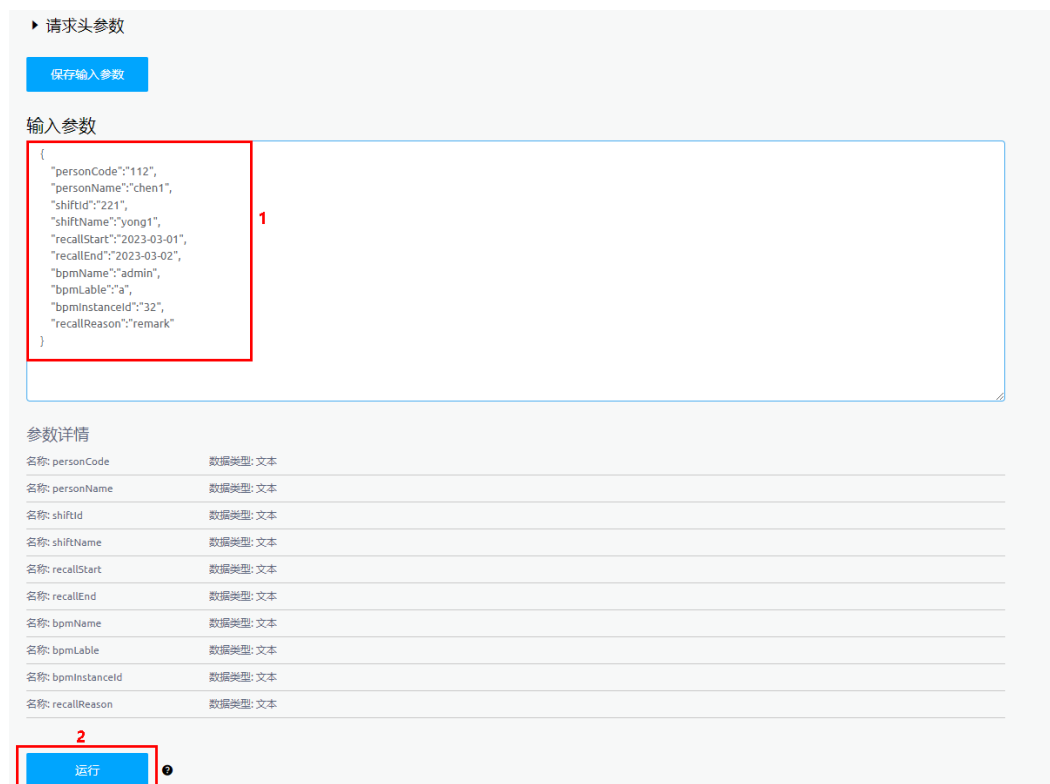 请求头参数
保存输入参数
输入参数
{
"personCode":"112",
"personName":"chen1",
"shiftId":"221",
"shiftName":"yong1",
"recallStart":"2023-03-01",
"recallEnd":"2023-03-02",
"bpmName":"admin",
"bpmLable":"a",
"bpmInstanceId":"32",
"recallReason":"remark"
}
1
参数详情
名称: personCode 数据类型: 文本
名称: personName 数据类型: 文本
名称: shiftId 数据类型: 文本
名称: shiftName 数据类型: 文本
名称: recallStart 数据类型: 文本
名称: recallEnd 数据类型: 文本
名称: bpmName 数据类型: 文本
名称: bpmLable 数据类型: 文本
名称: bpmInstanceId 数据类型: 文本
名称: recallReason 数据类型: 文本
2
运行 ?